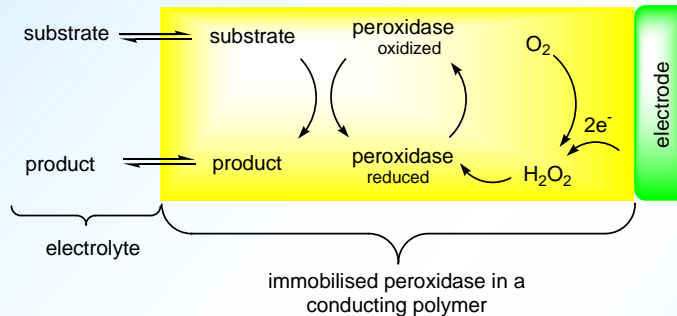 substrate
substrate
peroxidase
oxidized
O₂
2e⁻
electrode
product
product
peroxidase
reduced
H₂O₂
electrolyte
immobilised peroxidase in a
conducting polymer